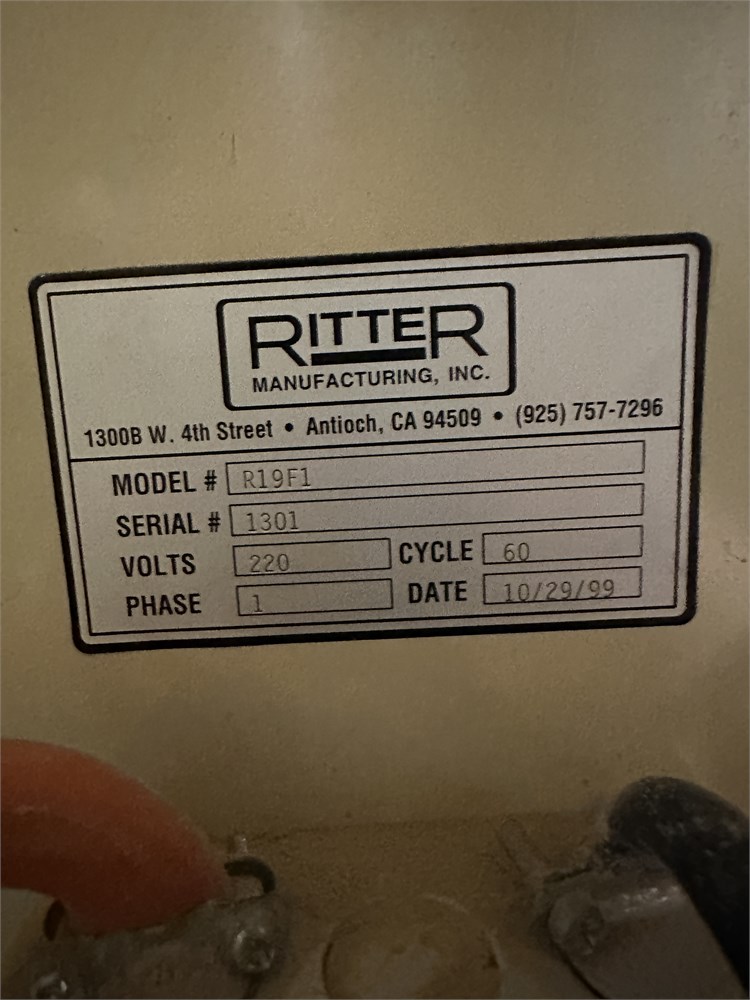 RITTER
MANUFACTURING, INC.
1300B W. 4th Street • Antioch, CA 94509 • (925) 757-7296
MODEL # R19F1
SERIAL # 1301
VOLTS 220 CYCLE 60
PHASE 1 DATE 10/29/99